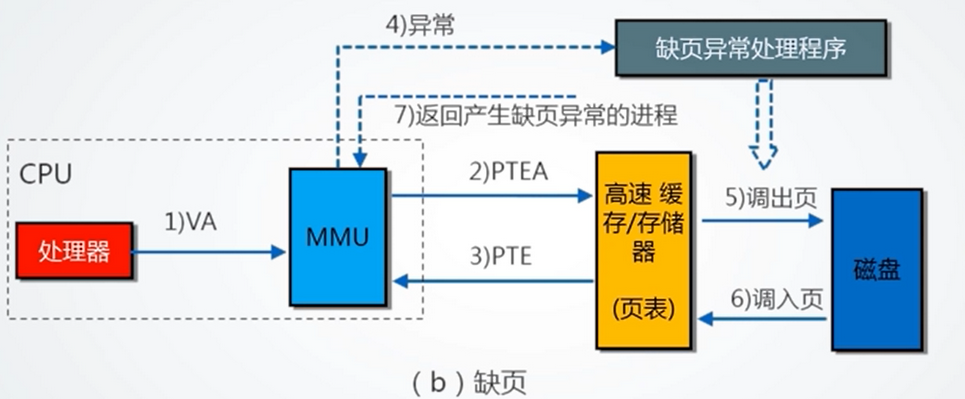 4)异常
缺页异常处理程序
7)返回产生缺页异常的进程
CPU
处理器
1)VA
MMU
2)PTEA
3)PTE
高速 缓
存/存储
器
(页表)
5)调出页
6)调入页
磁盘
（b）缺页